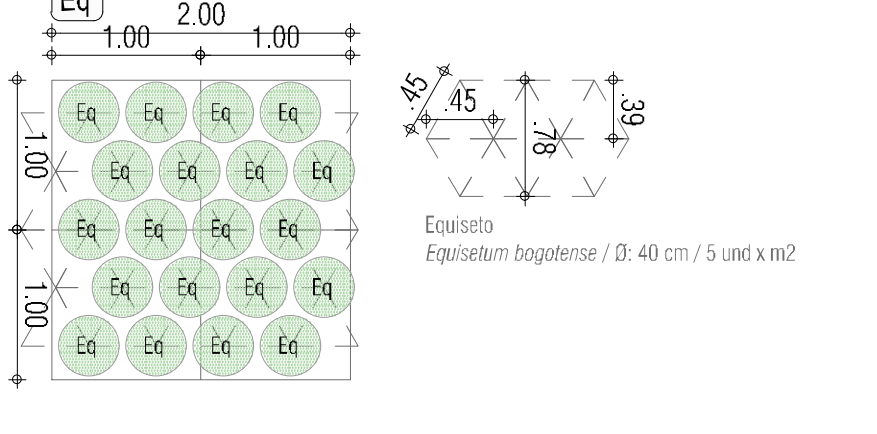 Eq
2.00
1.00 1.00
Eq Eq Eq Eq
Eq Eq Eq Eq
Eq Eq Eq Eq
Eq Eq Eq Eq
Eq Eq Eq Eq
1.00
1.00
.45
.45
.78
.39
Equiseto
Equisetum bogotense / Ø: 40 cm / 5 und x m2